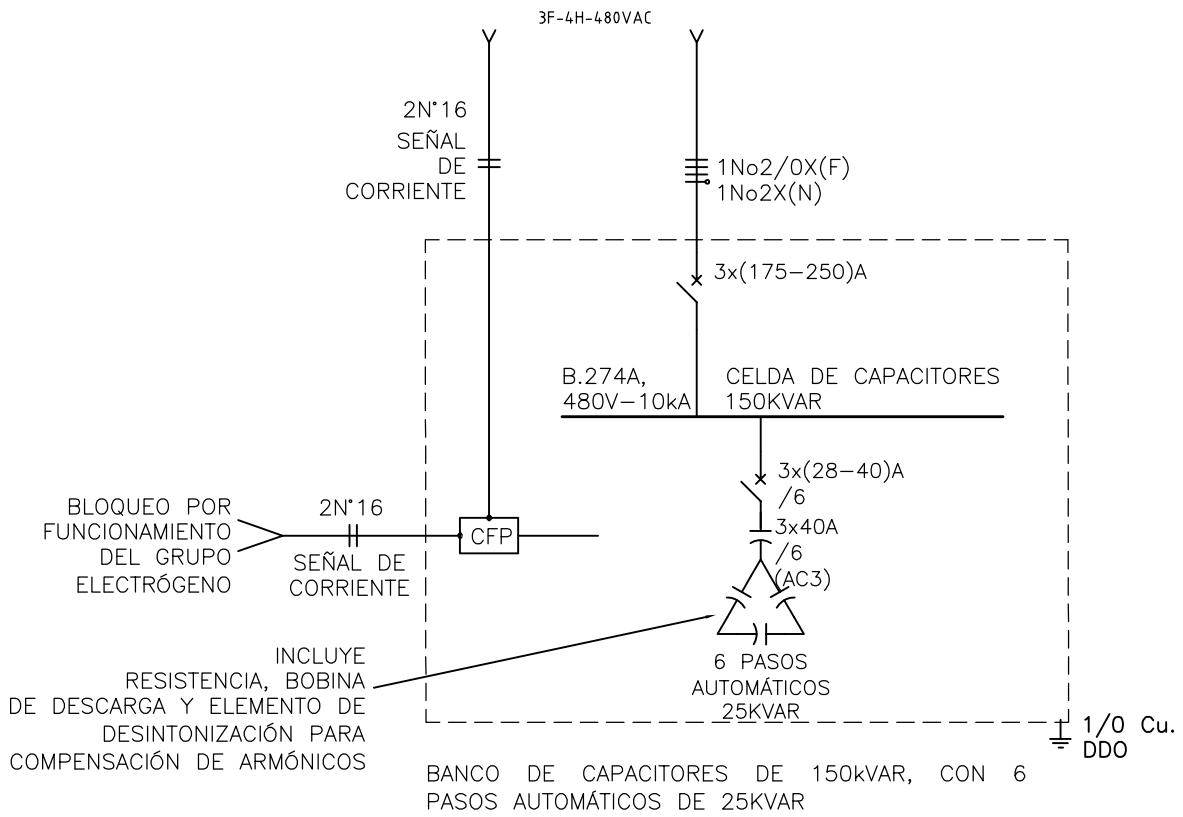 3F-4H-480VAC
2N°16
SEÑAL
DE
CORRIENTE
1No2/0X(F)
1No2X(N)
3x(175-250)A
B.274A,
480V-10kA
CELDA DE CAPACITORES
150KVAR
3x(28-40)A
/6
3x40A
/6
(AC3)
BLOQUEO POR
FUNCIONAMIENTO
DEL GRUPO
ELECTRÓGENO
2N°16
SEÑAL DE
CORRIENTE
CFP
INCLUYE
RESISTENCIA, BOBINA
DE DESCARGA Y ELEMENTO DE
DESINTONIZACIÓN PARA
COMPENSACIÓN DE ARMÓNICOS
6 PASOS
AUTOMÁTICOS
25KVAR
1/0 Cu.
DDO
BANCO DE CAPACITORES DE 150kVAR, CON 6
PASOS AUTOMÁTICOS DE 25KVAR